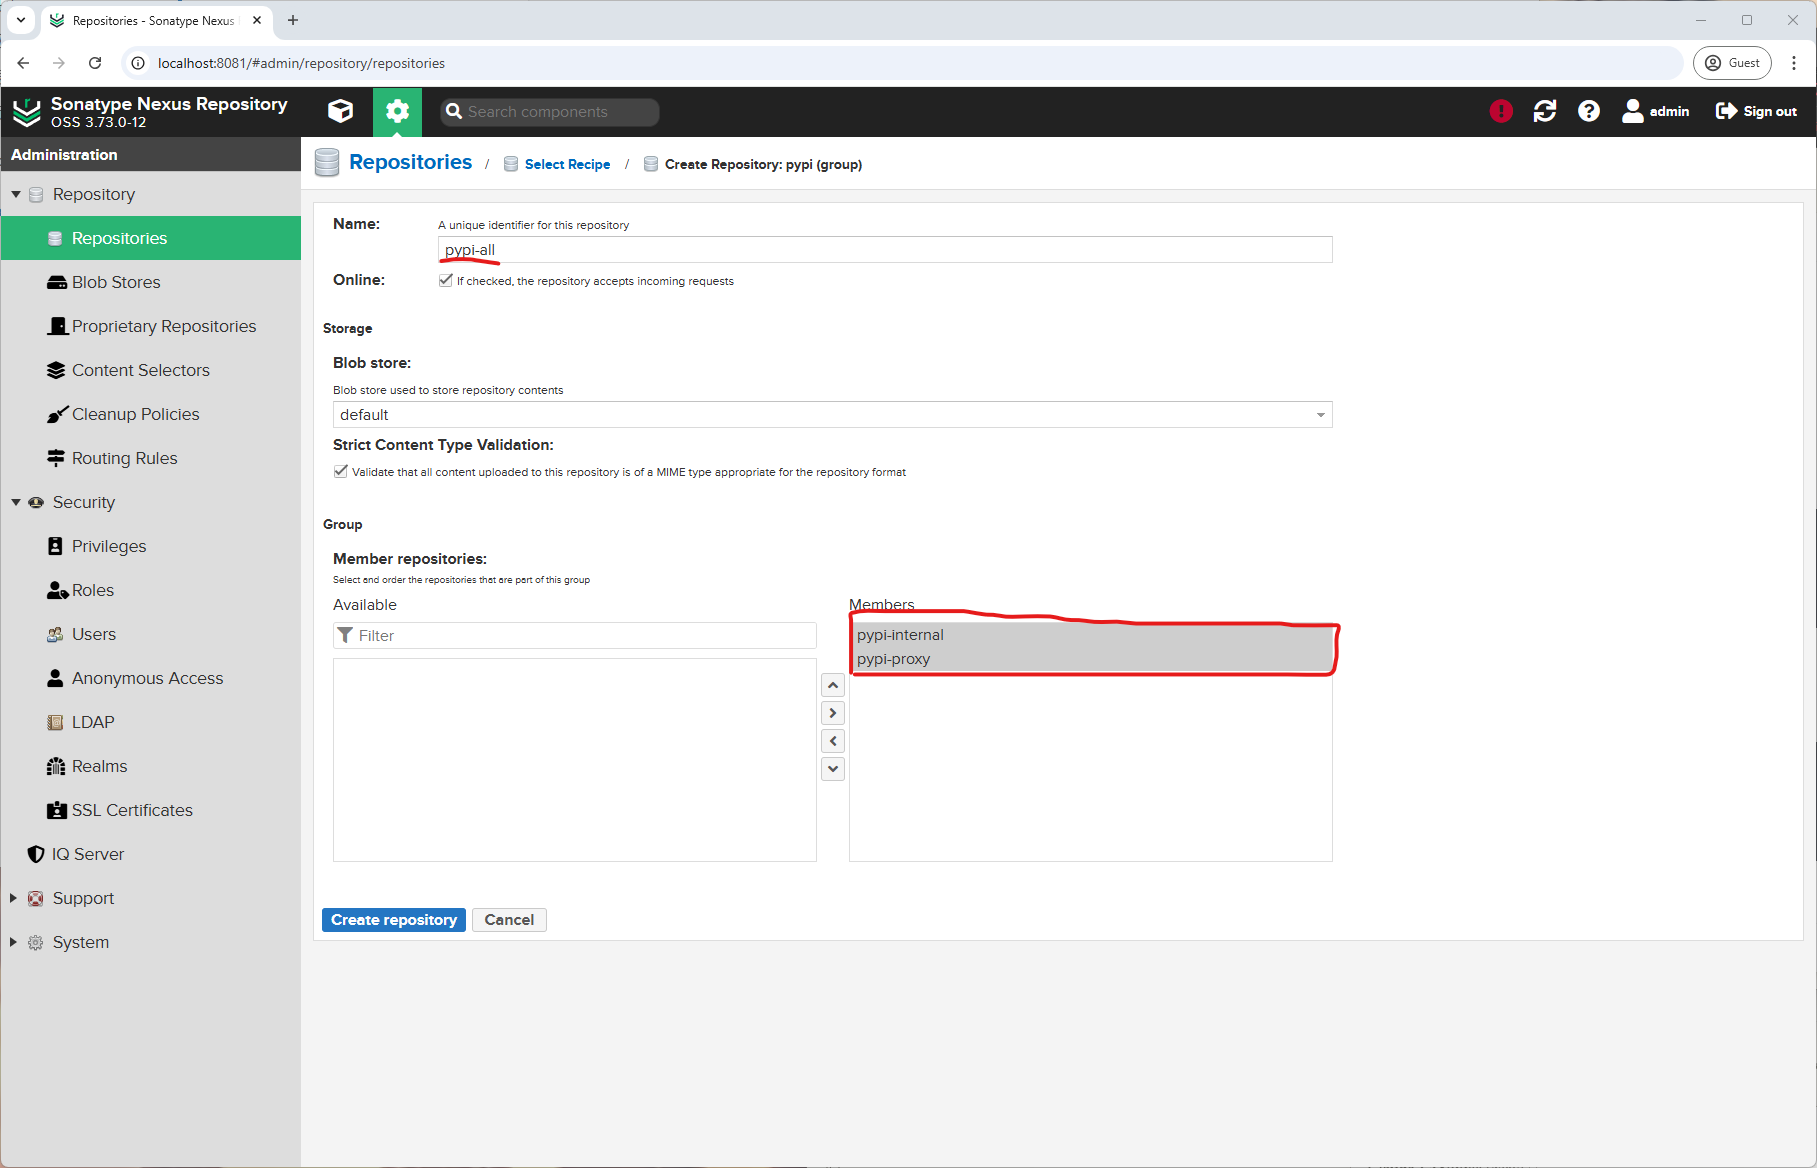 Repositories - Sonatype Nexus
localhost:8081/#admin/repository/repositories
Guest
Sonatype Nexus Repository
OSS 3.73.0-12
Search components
admin
Sign out
Administration
Repositories / Select Recipe / Create Repository: pypi (group)
Repository
Repositories
Blob Stores
Proprietary Repositories
Content Selectors
Cleanup Policies
Routing Rules
Security
Privileges
Roles
Users
Anonymous Access
LDAP
Realms
SSL Certificates
IQ Server
Support
System
Name:
A unique identifier for this repository
pypi-all
Online:
If checked, the repository accepts incoming requests
Storage
Blob store:
Blob store used to store repository contents
default
Strict Content Type Validation:
Validate that all content uploaded to this repository is of a MIME type appropriate for the repository format
Group
Member repositories:
Select and order the repositories that are part of this group
Available
Filter
Members
pypi-internal
pypi-proxy
Create repository
Cancel